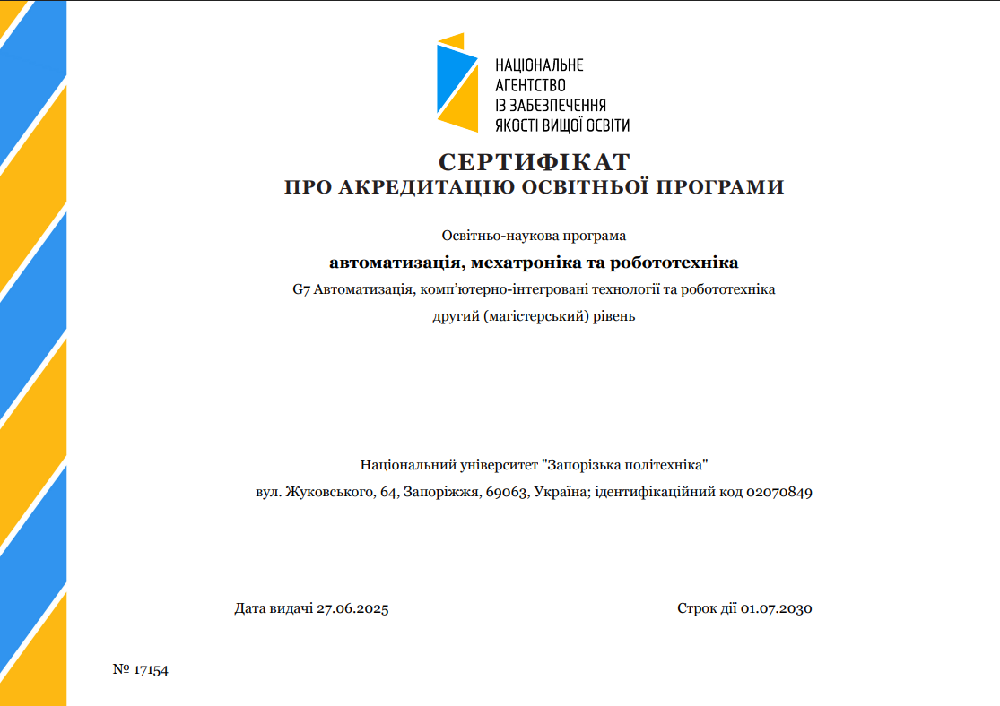 НАЦІОНАЛЬНЕ
АГЕНТСТВО
ІЗ ЗАБЕЗПЕЧЕННЯ
ЯКОСТІ ВИЩОЇ ОСВІТИ
СЕРТИФІКАТ
ПРО АКРЕДИТАЦІЮ ОСВІТНЬОЇ ПРОГРАМИ
Освітньо-наукова програма
автоматизація, мехатроніка та робототехніка
G7 Автоматизація, комп’ютерно-інтегровані технології та робототехніка
другий (магістерський) рівень
Національний університет "Запорізька політехніка"
вул. Жуковського, 64, Запоріжжя, 69063, Україна; ідентифікаційний код 02070849
Дата видачі 27.06.2025
Строк дії 01.07.2030
№ 17154